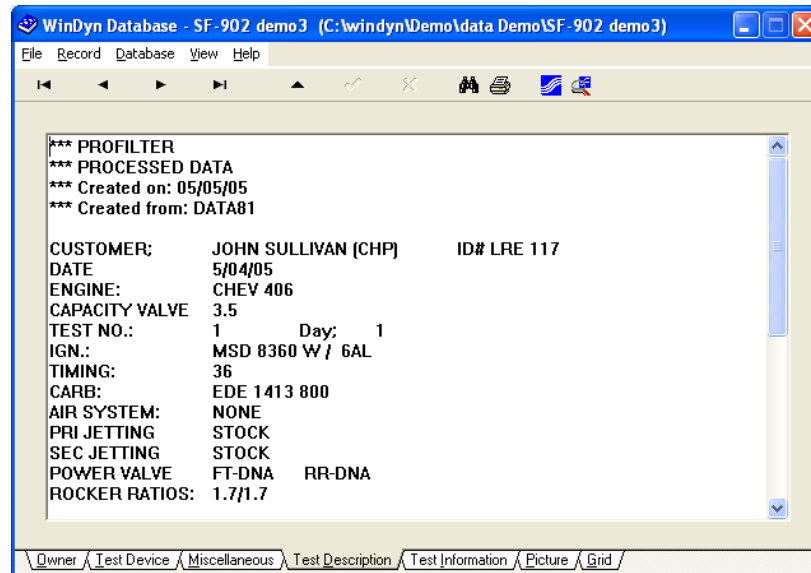 WinDyn Database - SF-902 demo3 (C:\windyn\Demo\data Demo\SF-902 demo3)
File Record Database View Help
*** PROFILTER
*** PROCESSED DATA
*** Created on: 05/05/05
*** Created from: DATA81
CUSTOMER; JOHN SULLIVAN (CHP) ID# LRE 117
DATE 5/04/05
ENGINE: CHEV 406
CAPACITY VALVE 3.5
TEST NO.: 1 Day; 1
IGN.: MSD 8360 W / 6AL
TIMING: 36
CARB: EDE 1413 800
AIR SYSTEM: NONE
PRI JETTING STOCK
SEC JETTING STOCK
POWER VALVE FT-DNA RR-DNA
ROCKER RATIOS: 1.7/1.7
Owner Test Device Miscellaneous Test Description Test Information Picture Grid